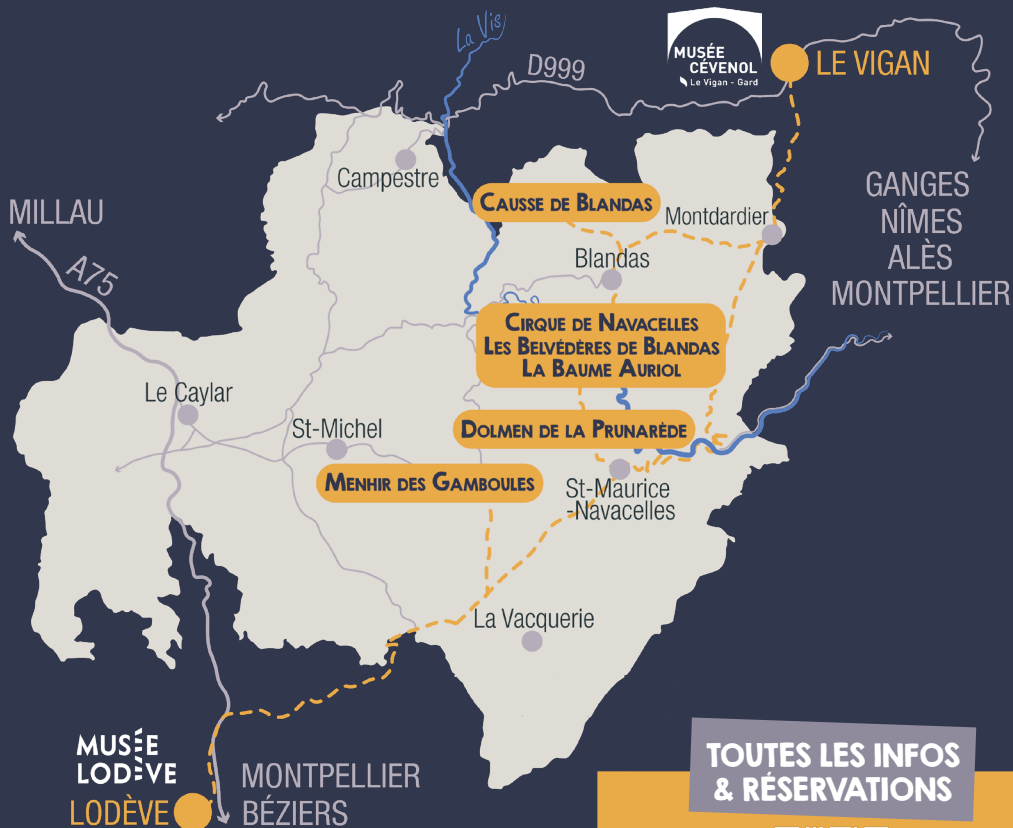 La Vis
MUSÉE
CÉVENOL
Le Vigan - Gard
LE VIGAN
D999
Campestre
CAUSSE DE BLANDAS
Montdardier
GANGES
NÎMES
ALÈS
MONTPELLIER
MILLAU
A75
Blandas
CIRQUE DE NAVACELLES
LES BELVÉDÈRES DE BLANDAS
LA BAUME AURIOL
Le Caylar
St-Michel
DOLMEN DE LA PRUNARÈDE
MENHIR DES GAMBOULES
St-Maurice
-Navacelles
La Vacquerie
MUSÉE
LODÈVE
LODÈVE
MONTPELLIER
BÉZIERS
TOUTES LES INFOS
& RÉSERVATIONS